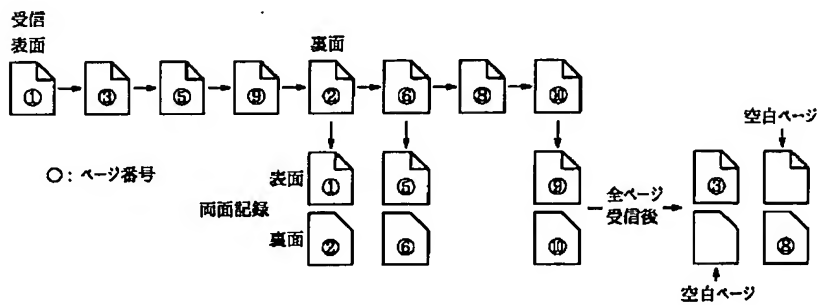 受信
表面
裏面
① ③ ⑤ ⑨ ② ⑥ ⑧ ⑩
空白ページ
○：ページ番号
表面 ① ⑤ ⑨ 全ページ ③
両面記録 受信後
裏面 ② ⑥ ⑩ ⑧
空白ページ